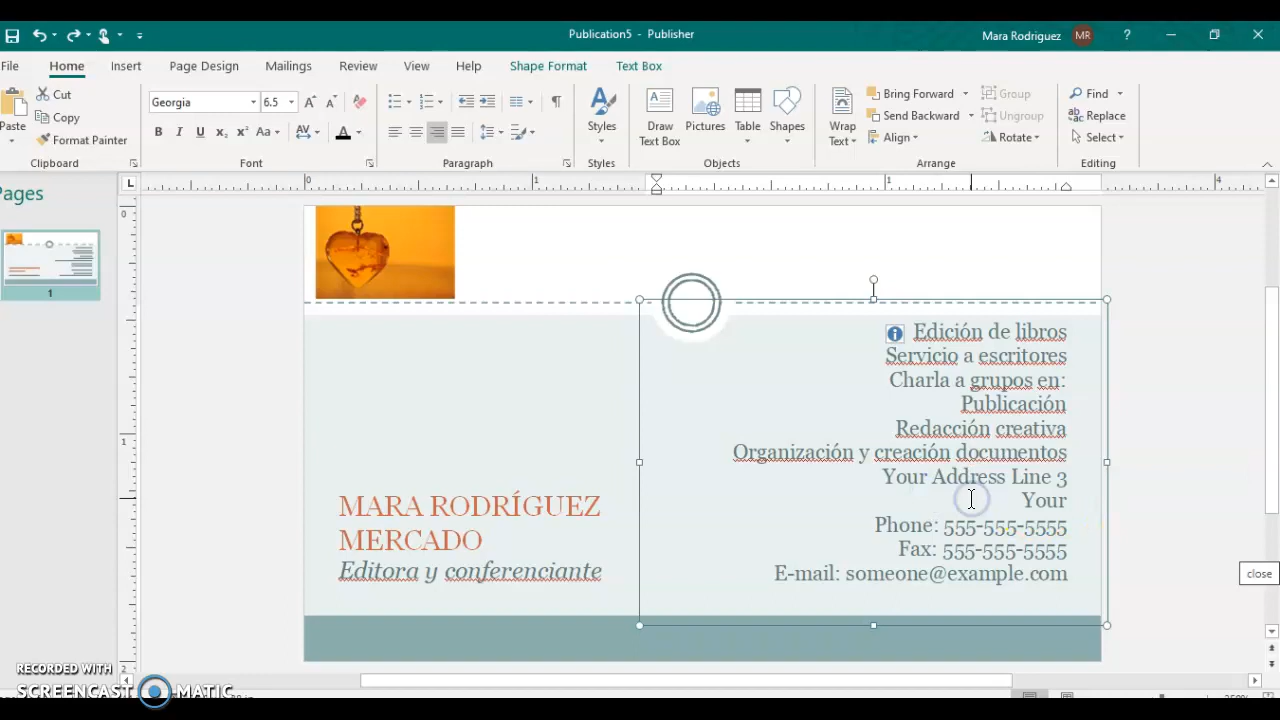 Publication5 - Publisher
Mara Rodriguez MR ?
File Home Insert Page Design Mailings Review View Help Shape Format Text Box
Paste
Cut
Copy
Format Painter
Clipboard
Georgia 6.5
Font
Paragraph
Styles
Styles
Draw Text Box
Pictures
Table
Shapes
Objects
Wrap Text
Bring Forward
Send Backward
Align
Group
Ungroup
Rotate
Arrange
Find
Replace
Select
Editing
Pages
1
Edición de libros
Servicio a escritores
Charla a grupos en:
Publicación
Redacción creativa
Organización y creación documentos
Your Address Line 3
Your
Phone: 555-555-5555
Fax: 555-555-5555
E-mail: someone@example.com
MARA RODRÍGUEZ
MERCADO
Editora y conferenciante
close
RECORDED WITH
SCREENCAST MATIC